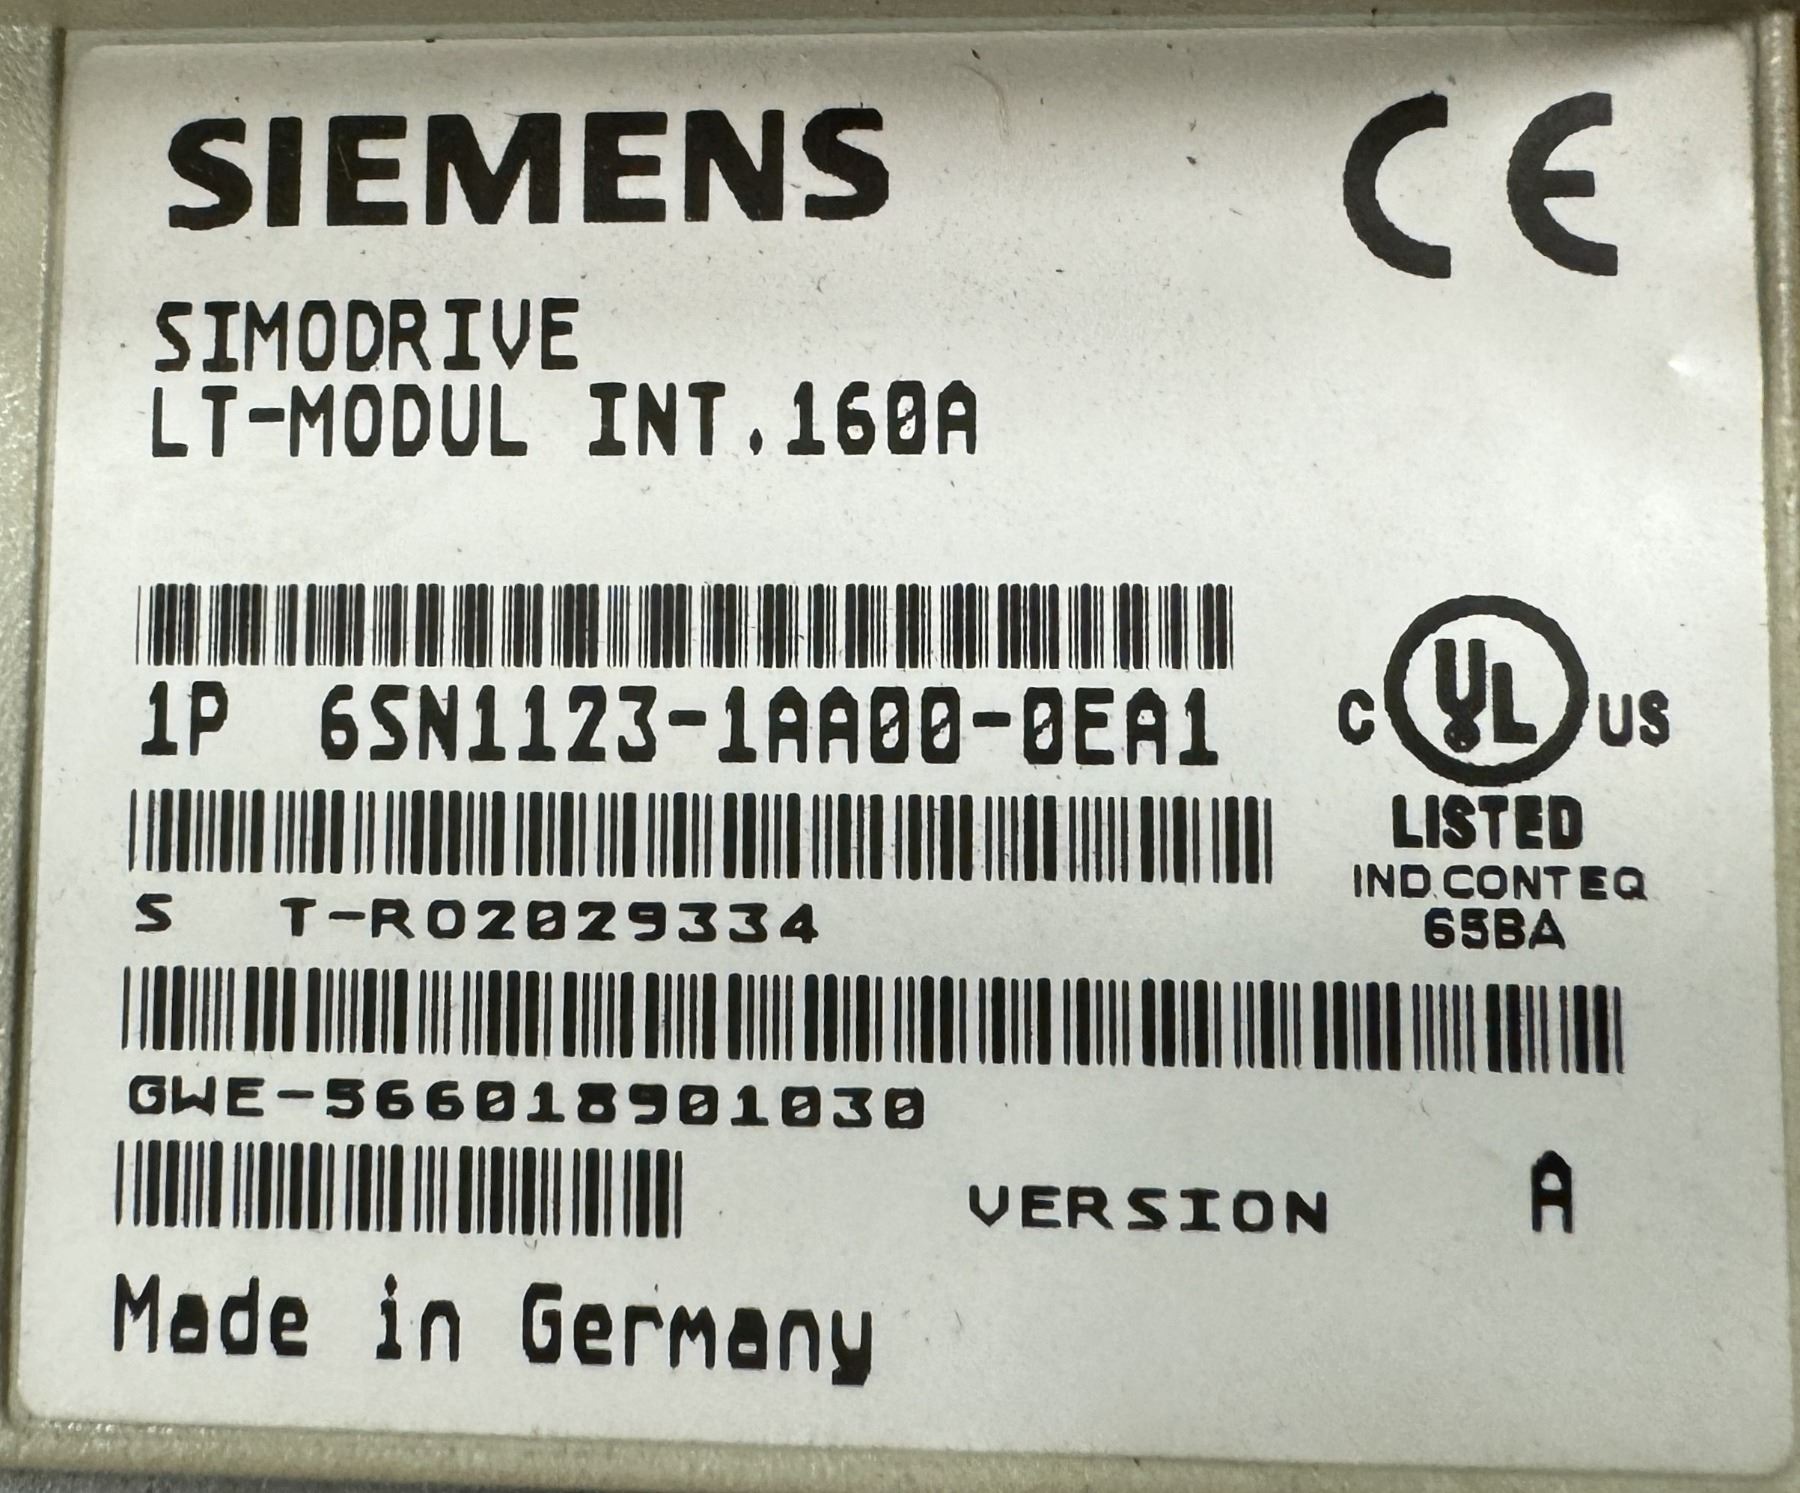 SIEMENS
CE
SIMODRIVE
LT-MODUL INT.160A
1P 6SN1123-1AA00-0EA1
C UL US
LISTED
IND.CONT EQ
65BA
S T-RO2029334
GWE-566018901030
VERSION A
Made in Germany